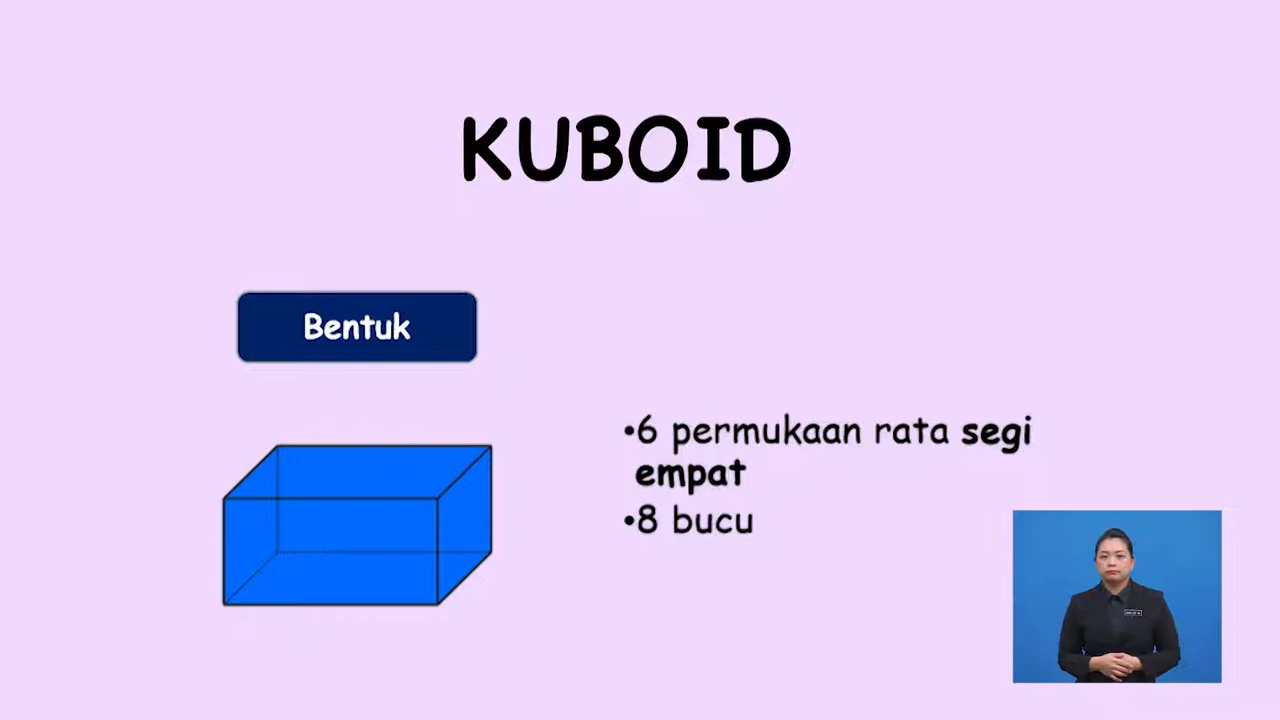 KUBOID
Bentuk
•6 permukaan rata segi
empat
•8 bucu